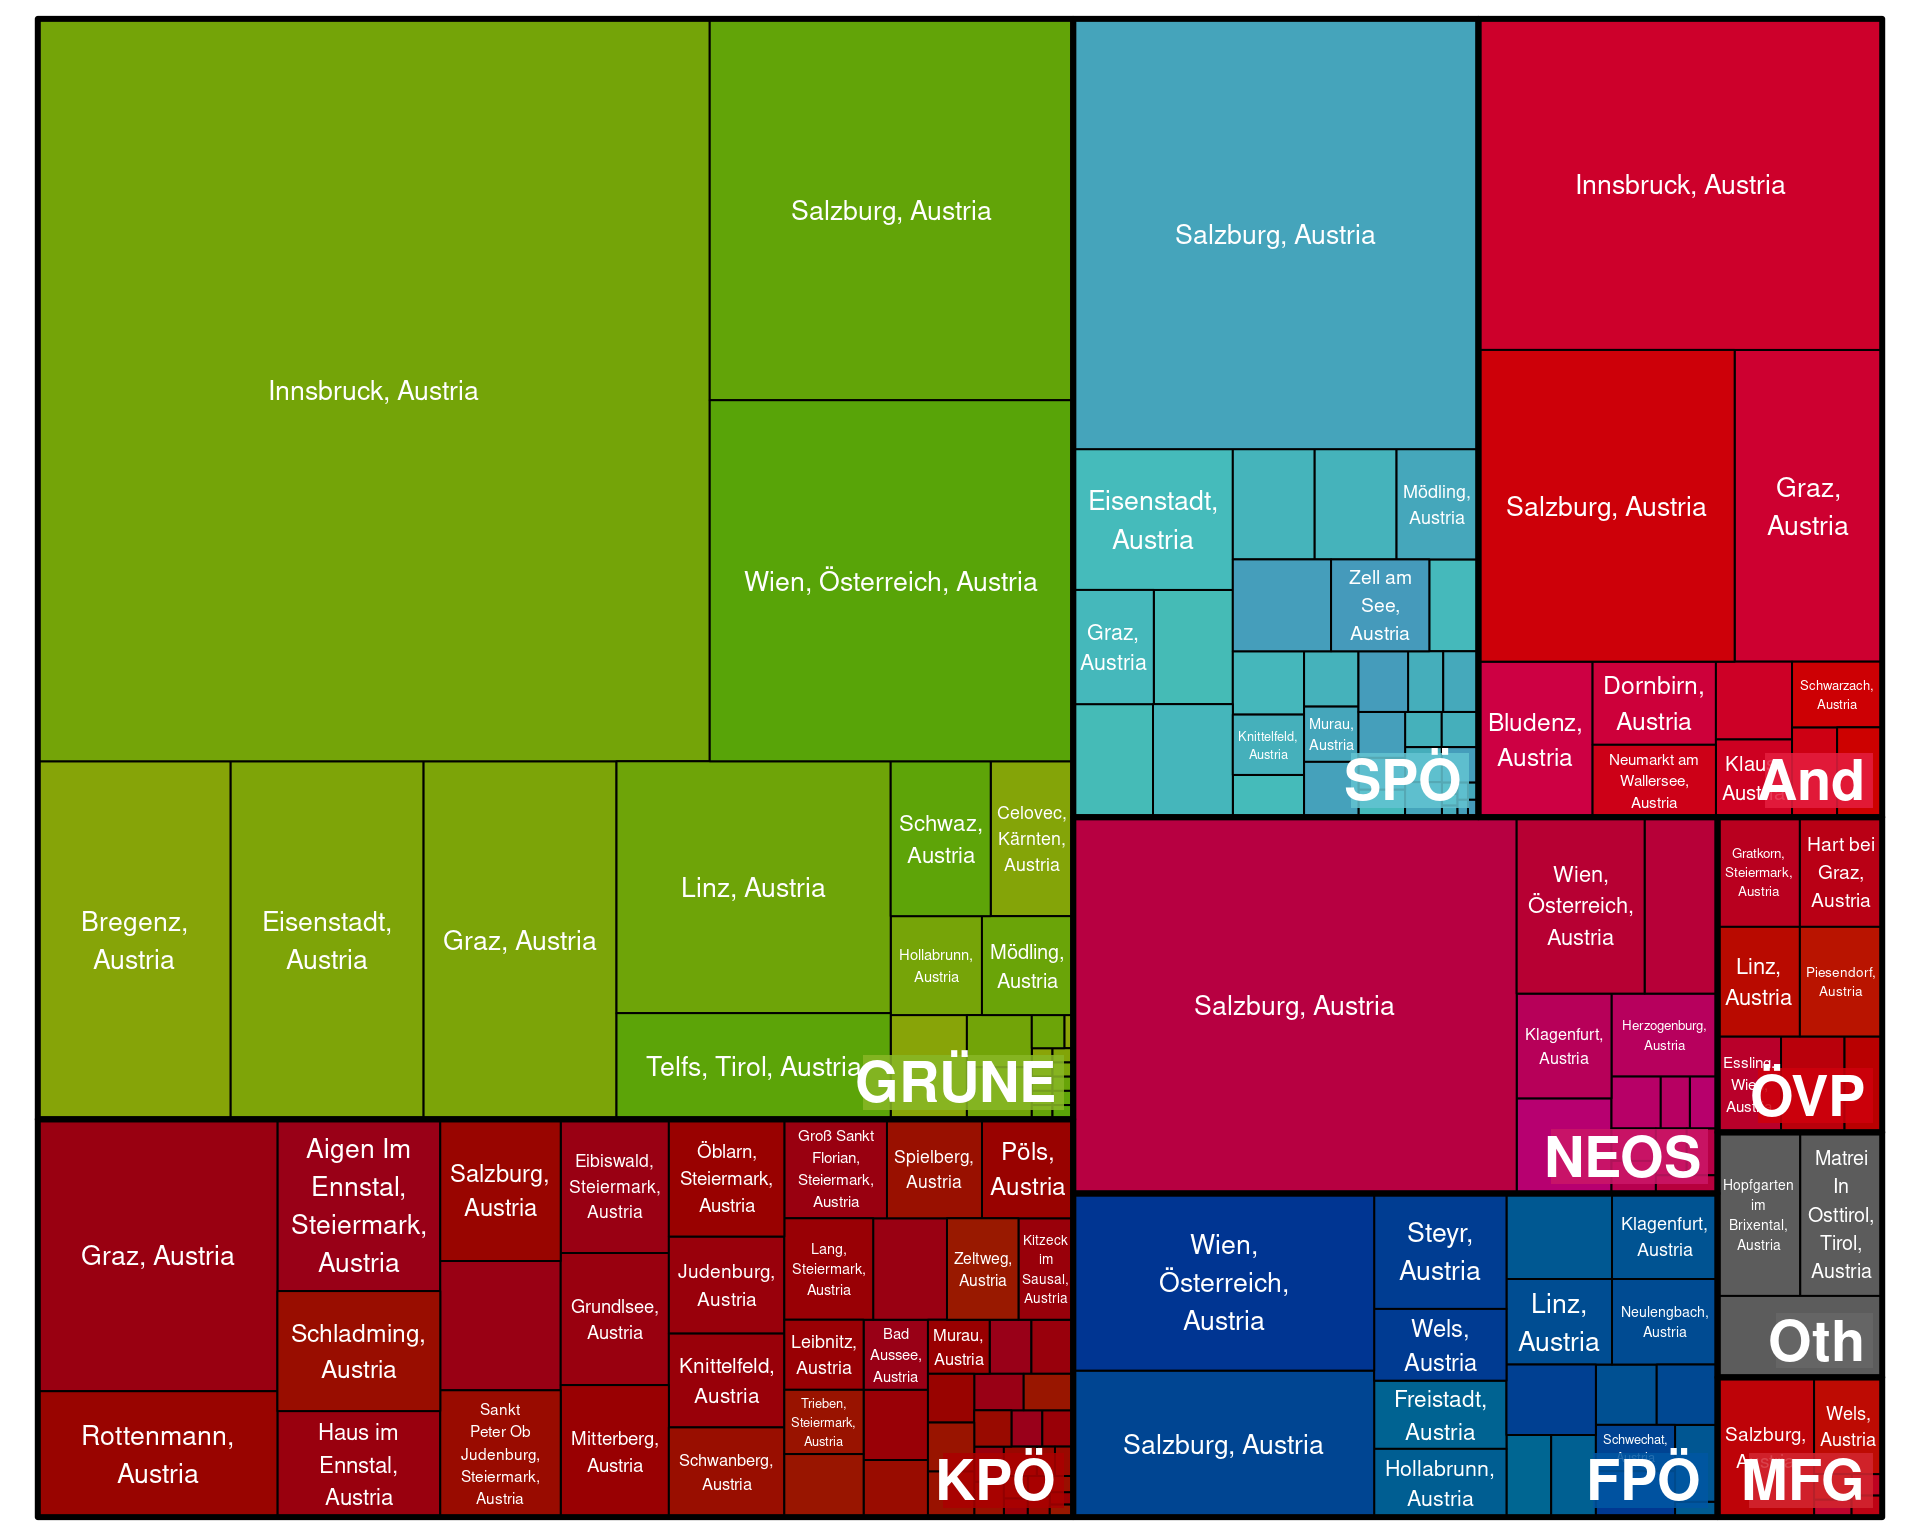 Innsbruck, Austria
Salzburg, Austria
Wien, Österreich, Austria
Bregenz,
Austria
Eisenstadt,
Austria
Graz, Austria
Linz, Austria
Telfs, Tirol, Austria
Schwaz,
Austria
Celovec,
Kärnten,
Austria
Hollabrunn,
Austria
Mödling,
Austria
GRÜNE
Salzburg, Austria
Eisenstadt,
Austria
Mödling,
Austria
Zell am
See,
Austria
Graz,
Austria
Knittelfeld,
Austria
Murau,
Austria
SPÖ
Innsbruck, Austria
Salzburg, Austria
Graz,
Austria
Bludenz,
Austria
Dornbirn,
Austria
Neumarkt am
Wallersee,
Austria
Schwarzach,
Austria
Klaus
Austria
And
Graz, Austria
Rottenmann,
Austria
Aigen Im
Ennstal,
Steiermark,
Austria
Schladming,
Austria
Haus im
Ennstal,
Austria
Salzburg,
Austria
Sankt
Peter Ob
Judenburg,
Steiermark,
Austria
Eibiswald,
Steiermark,
Austria
Grundlsee,
Austria
Mitterberg,
Austria
Öblarn,
Steiermark,
Austria
Judenburg,
Austria
Knittelfeld,
Austria
Schwanberg,
Austria
Groß Sankt
Florian,
Steiermark,
Austria
Spielberg,
Austria
Pöls,
Austria
Lang,
Steiermark,
Austria
Zeltweg,
Austria
Kitzeck
im
Sausal,
Austria
Leibnitz,
Austria
Bad
Aussee,
Austria
Murau,
Austria
Trieben,
Steiermark,
Austria
KPÖ
Salzburg, Austria
Wien,
Österreich,
Austria
Klagenfurt,
Austria
Herzogenburg,
Austria
NEOS
Gratkorn,
Steiermark,
Austria
Hart bei
Graz,
Austria
Linz,
Austria
Piesendorf,
Austria
Essling,
Wien
Austria
ÖVP
Wien,
Österreich,
Austria
Salzburg, Austria
Steyr,
Austria
Wels,
Austria
Freistadt,
Austria
Hollabrunn,
Austria
Klagenfurt,
Austria
Linz,
Austria
Neulengbach,
Austria
Schwechat,
Austria
FPÖ
Hopfgarten
im
Brixental,
Austria
Matrei
In
Osttirol,
Tirol,
Austria
Oth
Salzburg,
Austria
Wels,
Austria
MFG